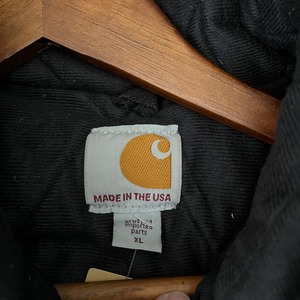 MADE IN THE USA
imported
parts
XL